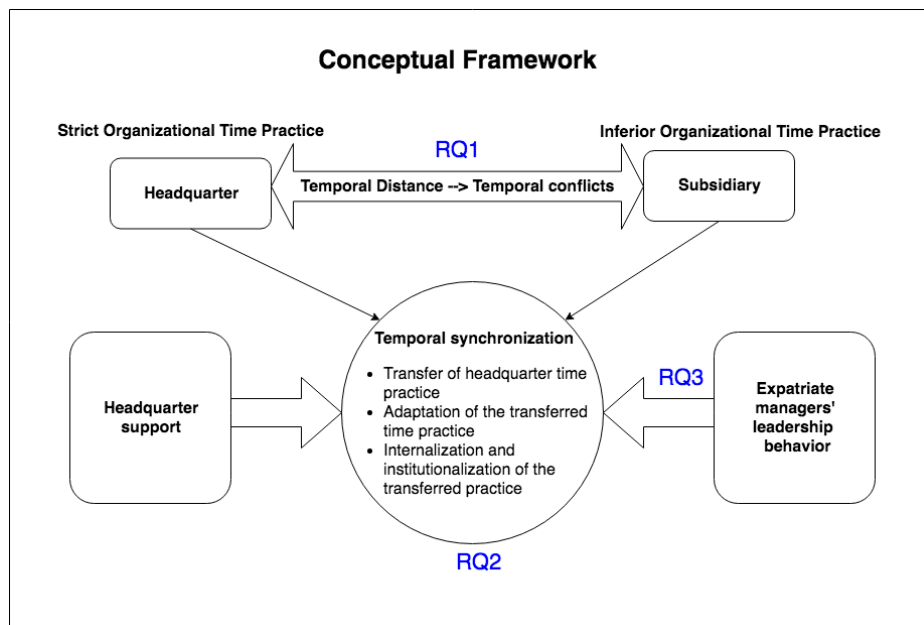 Conceptual Framework
Strict Organizational Time Practice
Inferior Organizational Time Practice
RQ1
Headquarter
Temporal Distance --> Temporal conflicts
Subsidiary
Temporal synchronization
• Transfer of headquarter time
practice
• Adaptation of the transferred
time practice
• Internalization and
institutionalization of the
transferred practice
Headquarter
support
RQ3
Expatriate
managers'
leadership
behavior
RQ2